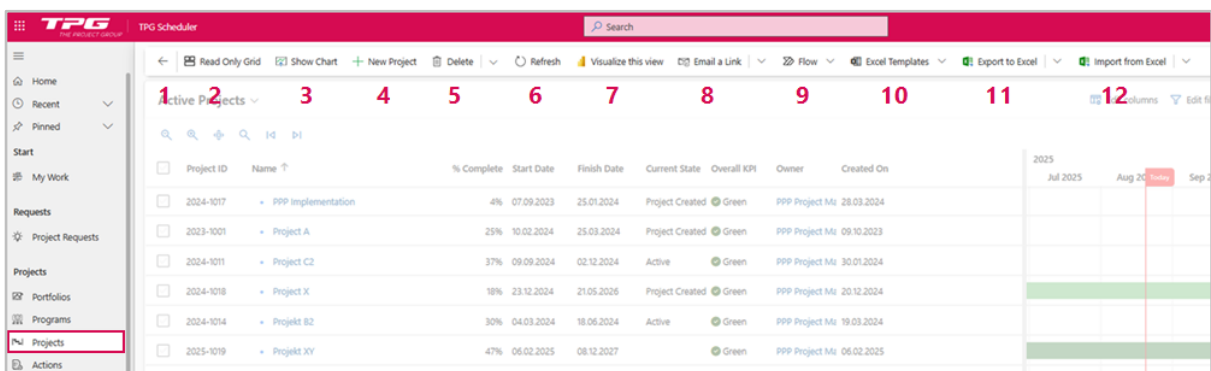 TPG THE PROJECT GROUP TPG Scheduler Search
Read Only Grid Show Chart New Project Delete Refresh Visualize this view Email a Link Flow Excel Templates Export to Excel Import from Excel
1 2 3 4 5 6 7 8 9 10 11 12
Active Projects columns Edit
Home
Recent
Pinned
Start
My Work
Requests
Project Requests
Projects
Portfolios
Programs
Projects
Actions
2025
Project ID Name % Complete Start Date Finish Date Current State Overall KPI Owner Created On Jul 2025 Aug 20 Today Sep 2
2024-1017 PPP Implementation 4% 07.09.2023 25.01.2024 Project Created Green PPP Project Ma 28.03.2024
2023-1001 Project A 25% 10.02.2024 25.03.2024 Project Created Green PPP Project Ma 09.10.2023
2024-1011 Project C2 37% 09.09.2024 02.12.2024 Active Green PPP Project Ma 30.01.2024
2024-1018 Project X 18% 23.12.2024 21.05.2026 Project Created Green PPP Project Ma 20.12.2024
2024-1014 Projekt B2 30% 04.03.2024 18.06.2024 Active Green PPP Project Ma 19.03.2024
2025-1019 Projekt XY 47% 06.02.2025 08.12.2027 Green PPP Project Ma 06.02.2025